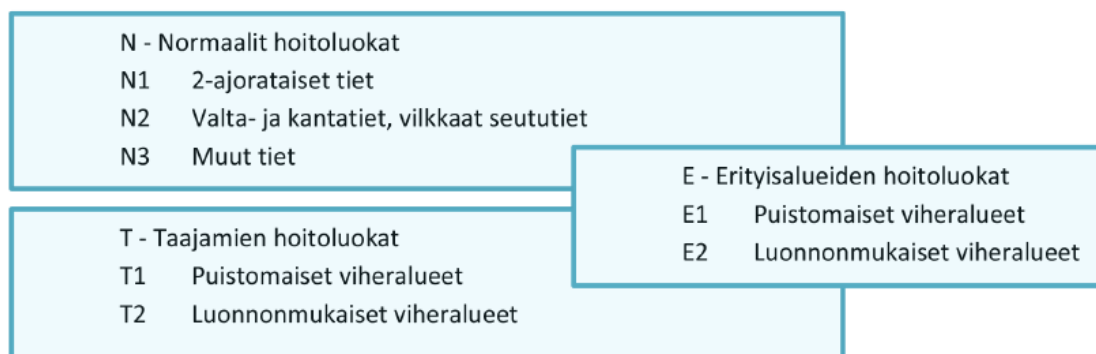 N - Normaalit hoitoluokat
N1 2-ajorataiset tiet
N2 Valta- ja kantatiet, vilkkaat seututiet
N3 Muut tiet
E - Erityisalueiden hoitoluokat
E1 Puistomaiset viheralueet
E2 Luonnonmukaiset viheralueet
T - Taajamien hoitoluokat
T1 Puistomaiset viheralueet
T2 Luonnonmukaiset viheralueet